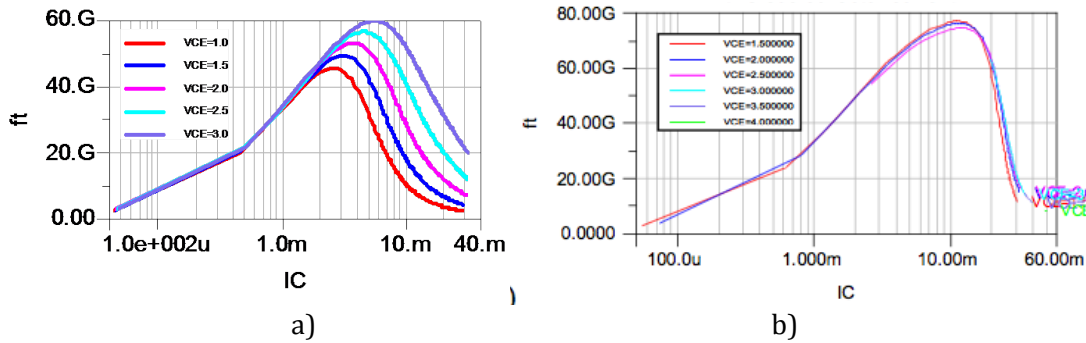 60.G
40.G
20.G
0.00
ft
VCE=1.0
VCE=1.5
VCE=2.0
VCE=2.5
VCE=3.0
1.0e+002u
1.0m
10.m
40.m
IC
)
a)
80.00G
60.00G
40.00G
20.00G
0.0000
ft
VCE=1.500000
VCE=2.000000
VCE=2.500000
VCE=3.000000
VCE=3.500000
VCE=4.000000
100.0u
1.000m
10.00m
60.00m
IC
b)